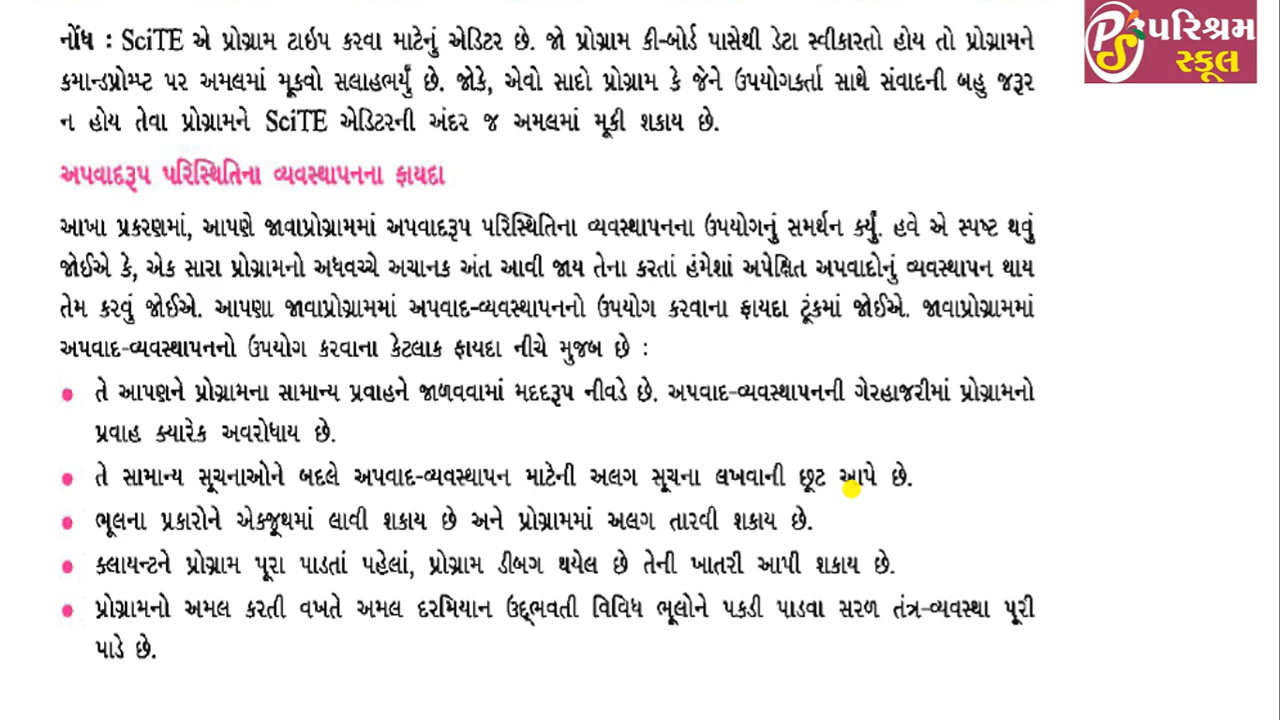 નોંધ : SciTE એ પ્રોગ્રામ ટાઇપ કરવા માટેનું એડિટર છે. જો પ્રોગ્રામ કી-બોર્ડ પાસેથી ડેટા સ્વીકારતો હોય તો પ્રોગ્રામને
કમાન્ડપ્રોમ્પ્ટ પર અમલમાં મૂકવો સલાહભર્યું છે. જોકે, એવો સાદો પ્રોગ્રામ કે જેને ઉપયોગકર્તા સાથે સંવાદની બહુ જરૂર
ન હોય તેવા પ્રોગ્રામને SciTE એડિટરની અંદર જ અમલમાં મૂકી શકાય છે.
પરિશ્રમ
સ્કૂલ
અપવાદરૂપ પરિસ્થિતિના વ્યવસ્થાપનના ફાયદા
આખા પ્રકરણમાં, આપણે જાવાપ્રોગ્રામમાં અપવાદરૂપ પરિસ્થિતિના વ્યવસ્થાપનના ઉપયોગનું સમર્થન કર્યું. હવે એ સ્પષ્ટ થવું
જોઈએ કે, એક સારા પ્રોગ્રામનો અધવચ્ચે અચાનક અંત આવી જાય તેના કરતાં હંમેશાં અપેક્ષિત અપવાદોનું વ્યવસ્થાપન થાય
તેમ કરવું જોઈએ. આપણા જાવાપ્રોગ્રામમાં અપવાદ-વ્યવસ્થાપનનો ઉપયોગ કરવાના ફાયદા ટૂંકમાં જોઈએ. જાવાપ્રોગ્રામમાં
અપવાદ-વ્યવસ્થાપનનો ઉપયોગ કરવાના કેટલાક ફાયદા નીચે મુજબ છે :
• તે આપણને પ્રોગ્રામના સામાન્ય પ્રવાહને જાળવવામાં મદદરૂપ નીવડે છે. અપવાદ-વ્યવસ્થાપનની ગેરહાજરીમાં પ્રોગ્રામનો
પ્રવાહ ક્યારેક અવરોધાય છે.
• તે સામાન્ય સૂચનાઓને બદલે અપવાદ-વ્યવસ્થાપન માટેની અલગ સૂચના લખવાની છૂટ આપે છે.
• ભૂલના પ્રકારોને એકજૂથમાં લાવી શકાય છે અને પ્રોગ્રામમાં અલગ તારવી શકાય છે.
• ક્લાયન્ટને પ્રોગ્રામ પૂરા પાડતાં પહેલાં, પ્રોગ્રામ ડીબગ થયેલ છે તેની ખાતરી આપી શકાય છે.
• પ્રોગ્રામનો અમલ કરતી વખતે અમલ દરમિયાન ઉદ્ભવતી વિવિધ ભૂલોને પકડી પાડવા સરળ તંત્ર-વ્યવસ્થા પૂરી
પાડે છે.